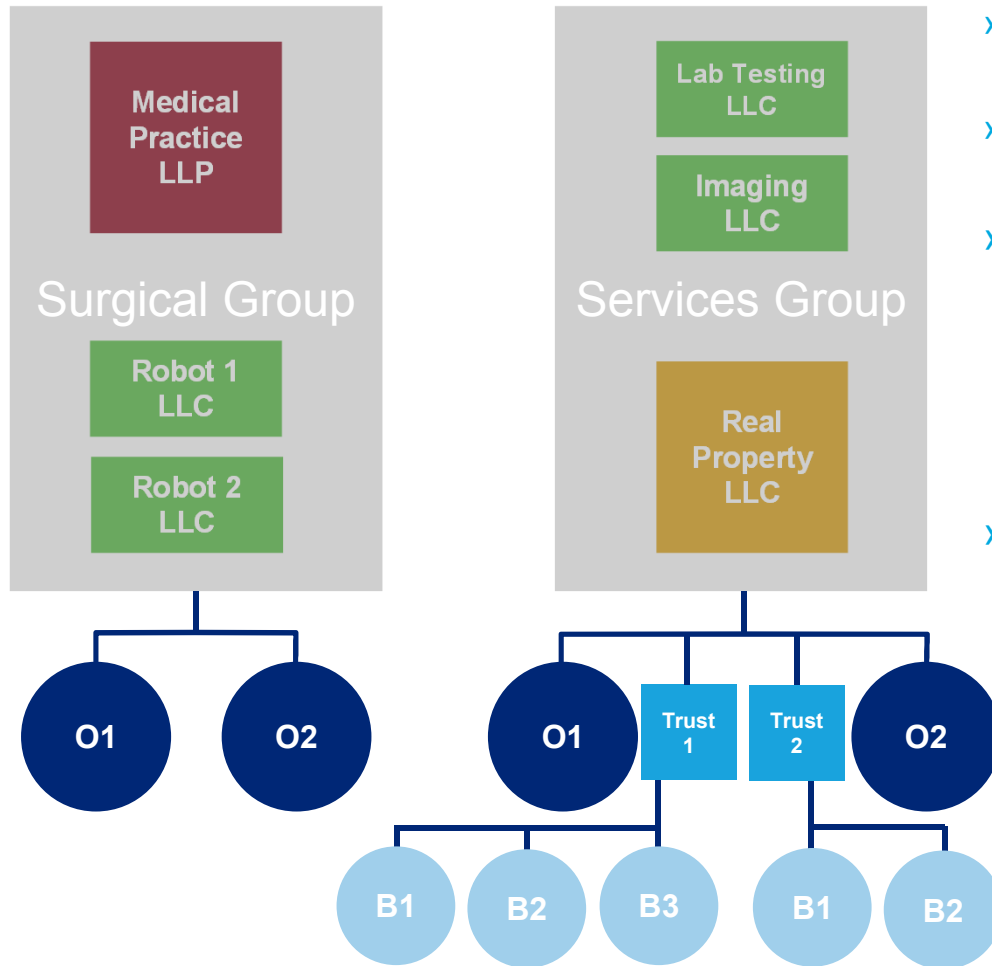 Medical
Practice
LLP
Surgical Group
Robot 1
LLC
Robot 2
LLC
Lab Testing
LLC
Imaging
LLC
Services Group
Real
Property
LLC
O1
O2
O1
Trust
1
Trust
2
O2
B1
B2
B3
B1
B2